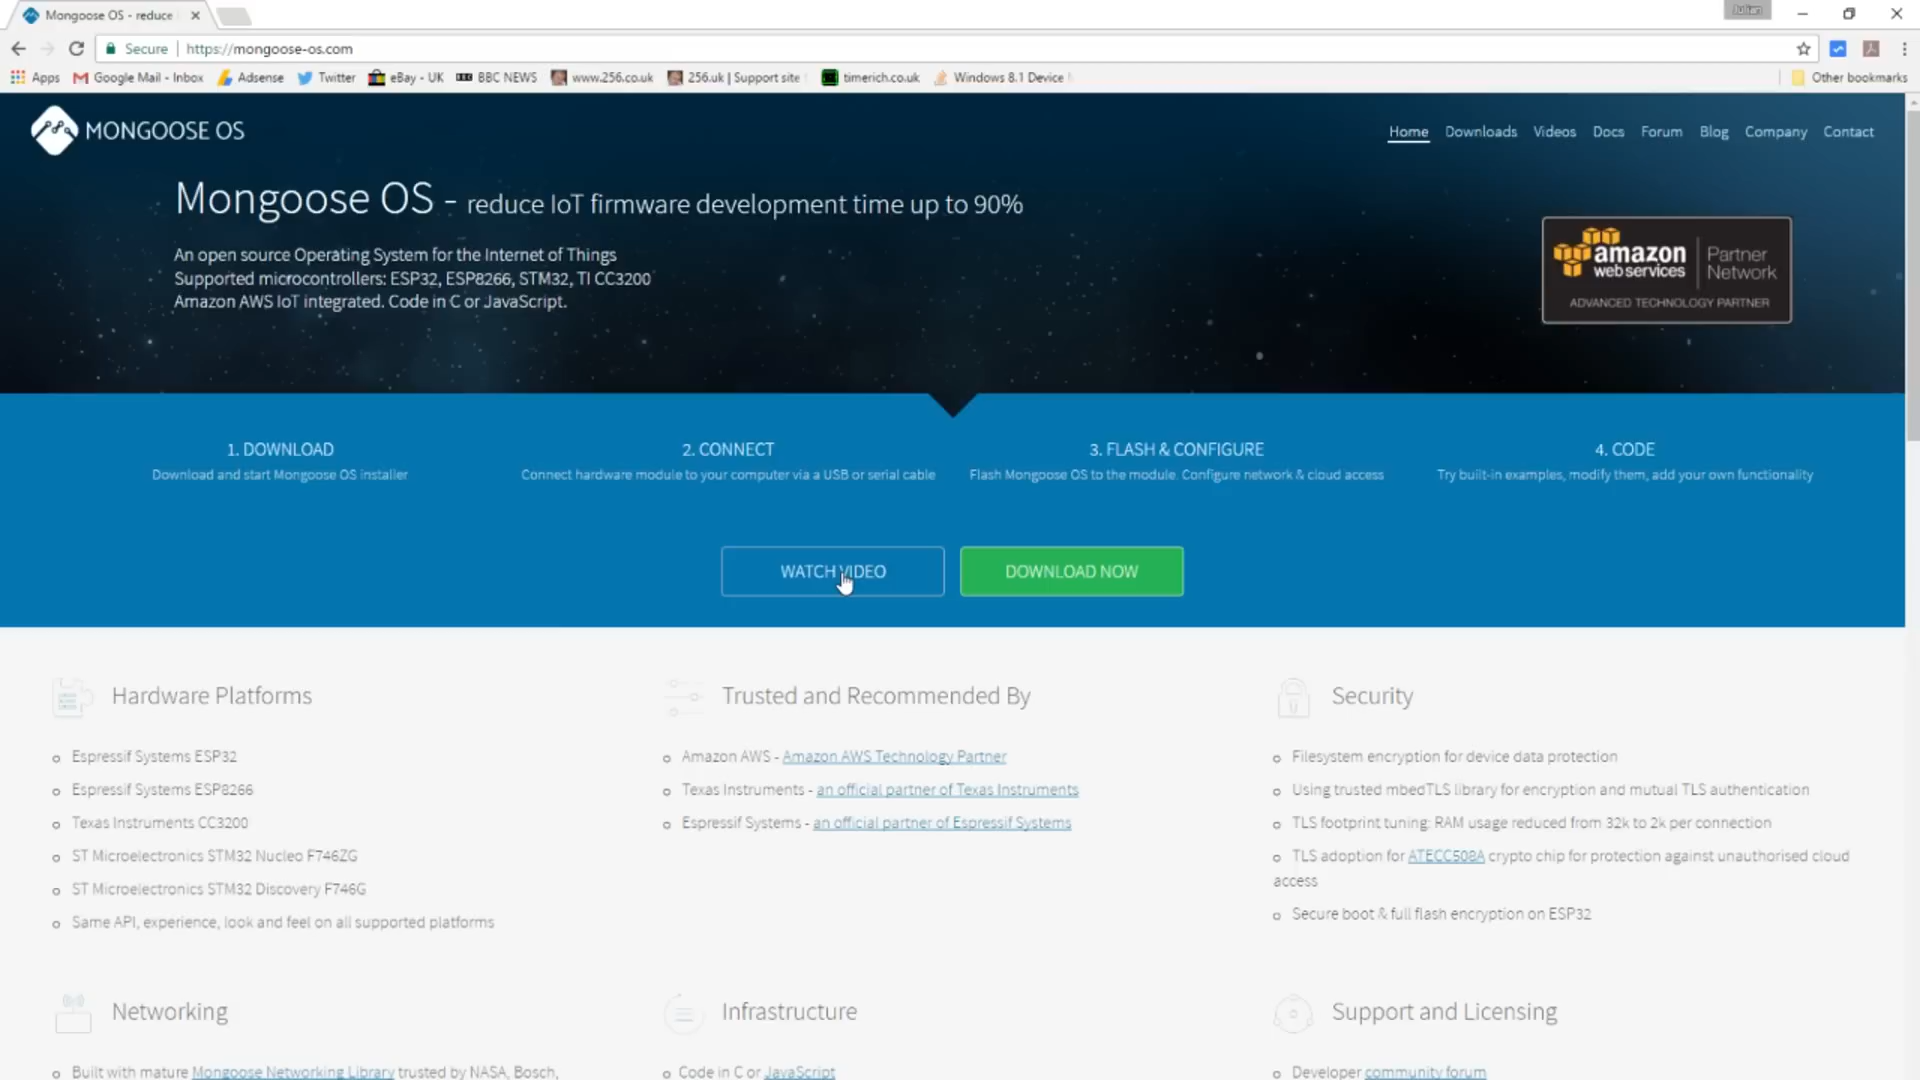 Mongoose OS - reduce
Julian
Secure
https://mongoose-os.com
Apps
Google Mail - Inbox
Adsense
Twitter
eBay - UK
BBC NEWS
www.256.co.uk
256.uk | Support site
timerich.co.uk
Windows 8.1 Device
Other bookmarks
MONGOOSE OS
Home
Downloads
Videos
Docs
Forum
Blog
Company
Contact
Mongoose OS - reduce IoT firmware development time up to 90%
An open source Operating System for the Internet of Things
Supported microcontrollers: ESP32, ESP8266, STM32, TI CC3200
Amazon AWS IoT integrated. Code in C or JavaScript.
amazon
web services
Partner
Network
ADVANCED TECHNOLOGY PARTNER
1. DOWNLOAD
Download and start Mongoose OS installer
2. CONNECT
Connect hardware module to your computer via a USB or serial cable
3. FLASH & CONFIGURE
Flash Mongoose OS to the module. Configure network & cloud access
4. CODE
Try built-in examples, modify them, add your own functionality
WATCH VIDEO
DOWNLOAD NOW
Hardware Platforms
Espressif Systems ESP32
Espressif Systems ESP8266
Texas Instruments CC3200
ST Microelectronics STM32 Nucleo F746ZG
ST Microelectronics STM32 Discovery F746G
Same API, experience, look and feel on all supported platforms
Trusted and Recommended By
Amazon AWS - Amazon AWS Technology Partner
Texas Instruments - an official partner of Texas Instruments
Espressif Systems - an official partner of Espressif Systems
Security
Filesystem encryption for device data protection
Using trusted mbedTLS library for encryption and mutual TLS authentication
TLS footprint tuning: RAM usage reduced from 32k to 2k per connection
TLS adoption for ATECC508A crypto chip for protection against unauthorised cloud
access
Secure boot & full flash encryption on ESP32
Networking
Built with mature Mongoose Networking Library trusted by NASA, Bosch,
Infrastructure
Code in C or JavaScript
Support and Licensing
Developer community forum